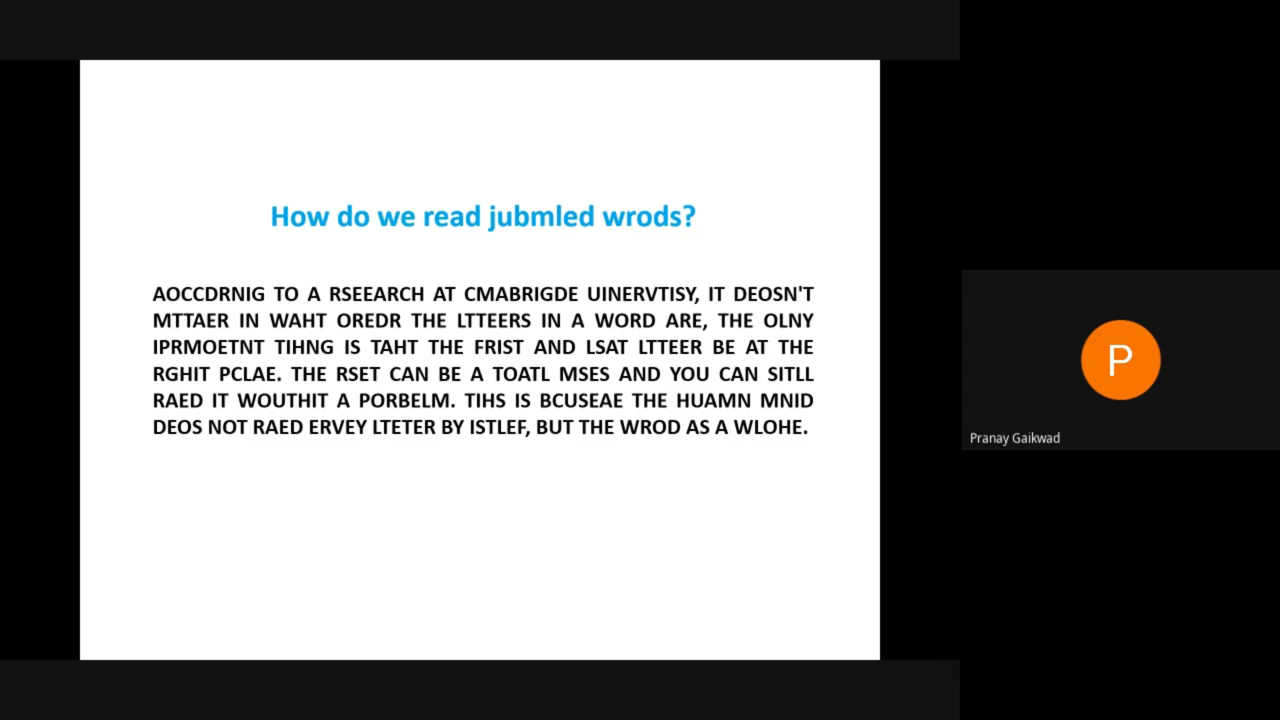 How do we read jubmled wrods?
AOCCDRNIG TO A RSEEARCH AT CMABRIGDE UINERVTISY, IT DEOSN'T
MTTAER IN WAHT OREDR THE LTTEERS IN A WORD ARE, THE OLNY
IPRMOETNT TIHNG IS TAHT THE FRIST AND LSAT LTTEER BE AT THE
RGHIT PCLAE. THE RSET CAN BE A TOATL MSES AND YOU CAN SITLL
RAED IT WOUTHIT A PORBELM. TIHS IS BCUSEAE THE HUAMN MNID
DEOS NOT RAED ERVEY LTETER BY ISTLEF, BUT THE WROD AS A WLOHE.
P
Pranay Gaikwad